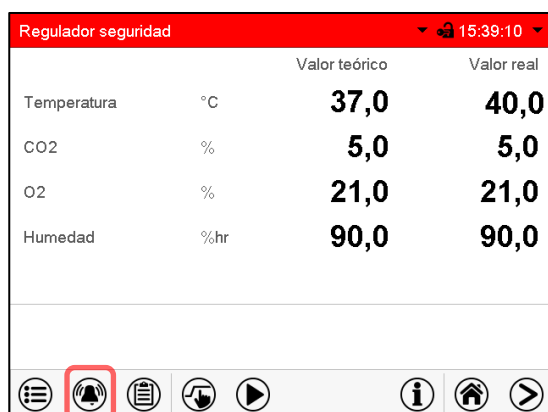 Regulador seguridad 15:39:10
Valor teórico Valor real
Temperatura °C 37,0 40,0
CO2 % 5,0 5,0
O2 % 21,0 21,0
Humedad %hr 90,0 90,0